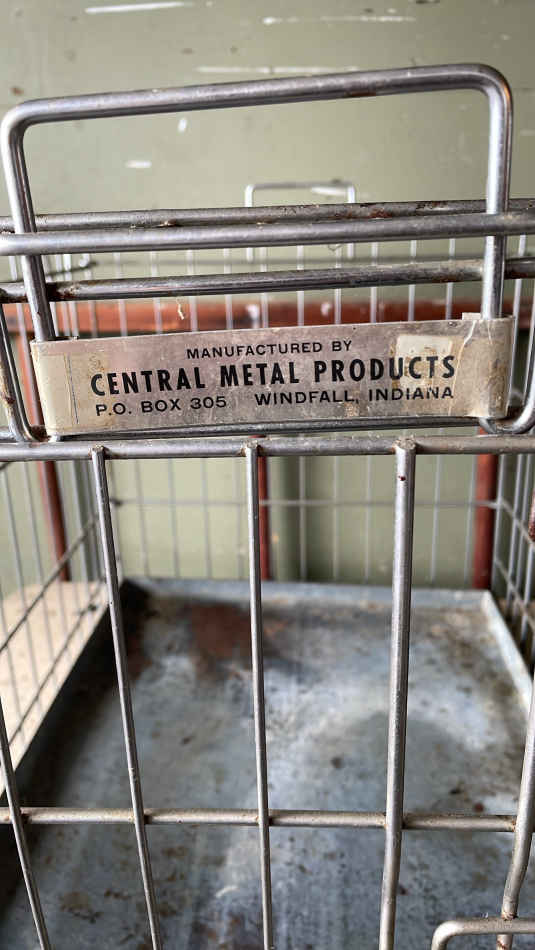 MANUFACTURED BY
CENTRAL METAL PRODUCTS
P.O. BOX 305 WINDFALL, INDIANA